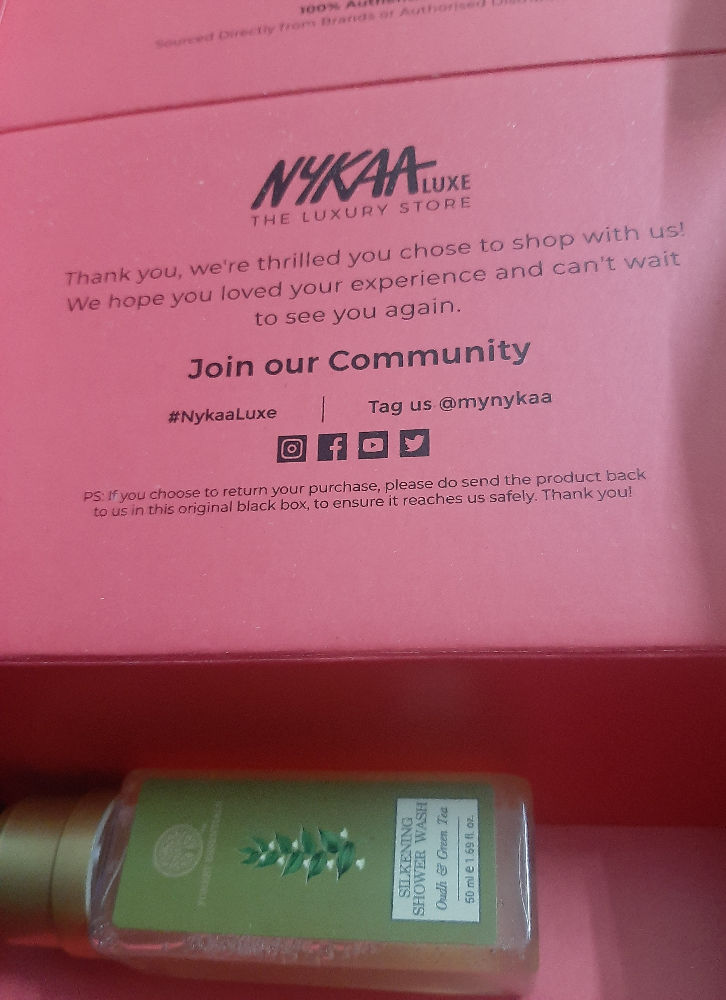 100% Authen
Sourced Directly from Brands or Authorised
NYKAA LUXE
THE LUXURY STORE
Thank you, we're thrilled you chose to shop with us!
We hope you loved your experience and can't wait
to see you again.
Join our Community
#NykaaLuxe | Tag us @mynykaa
PS: If you choose to return your purchase, please do send the product back
to us in this original black box, to ensure it reaches us safely. Thank you!
SILKENING
SHOWER WASH
Oudh & Green Tea
50 ml e 1.69 fl. oz.